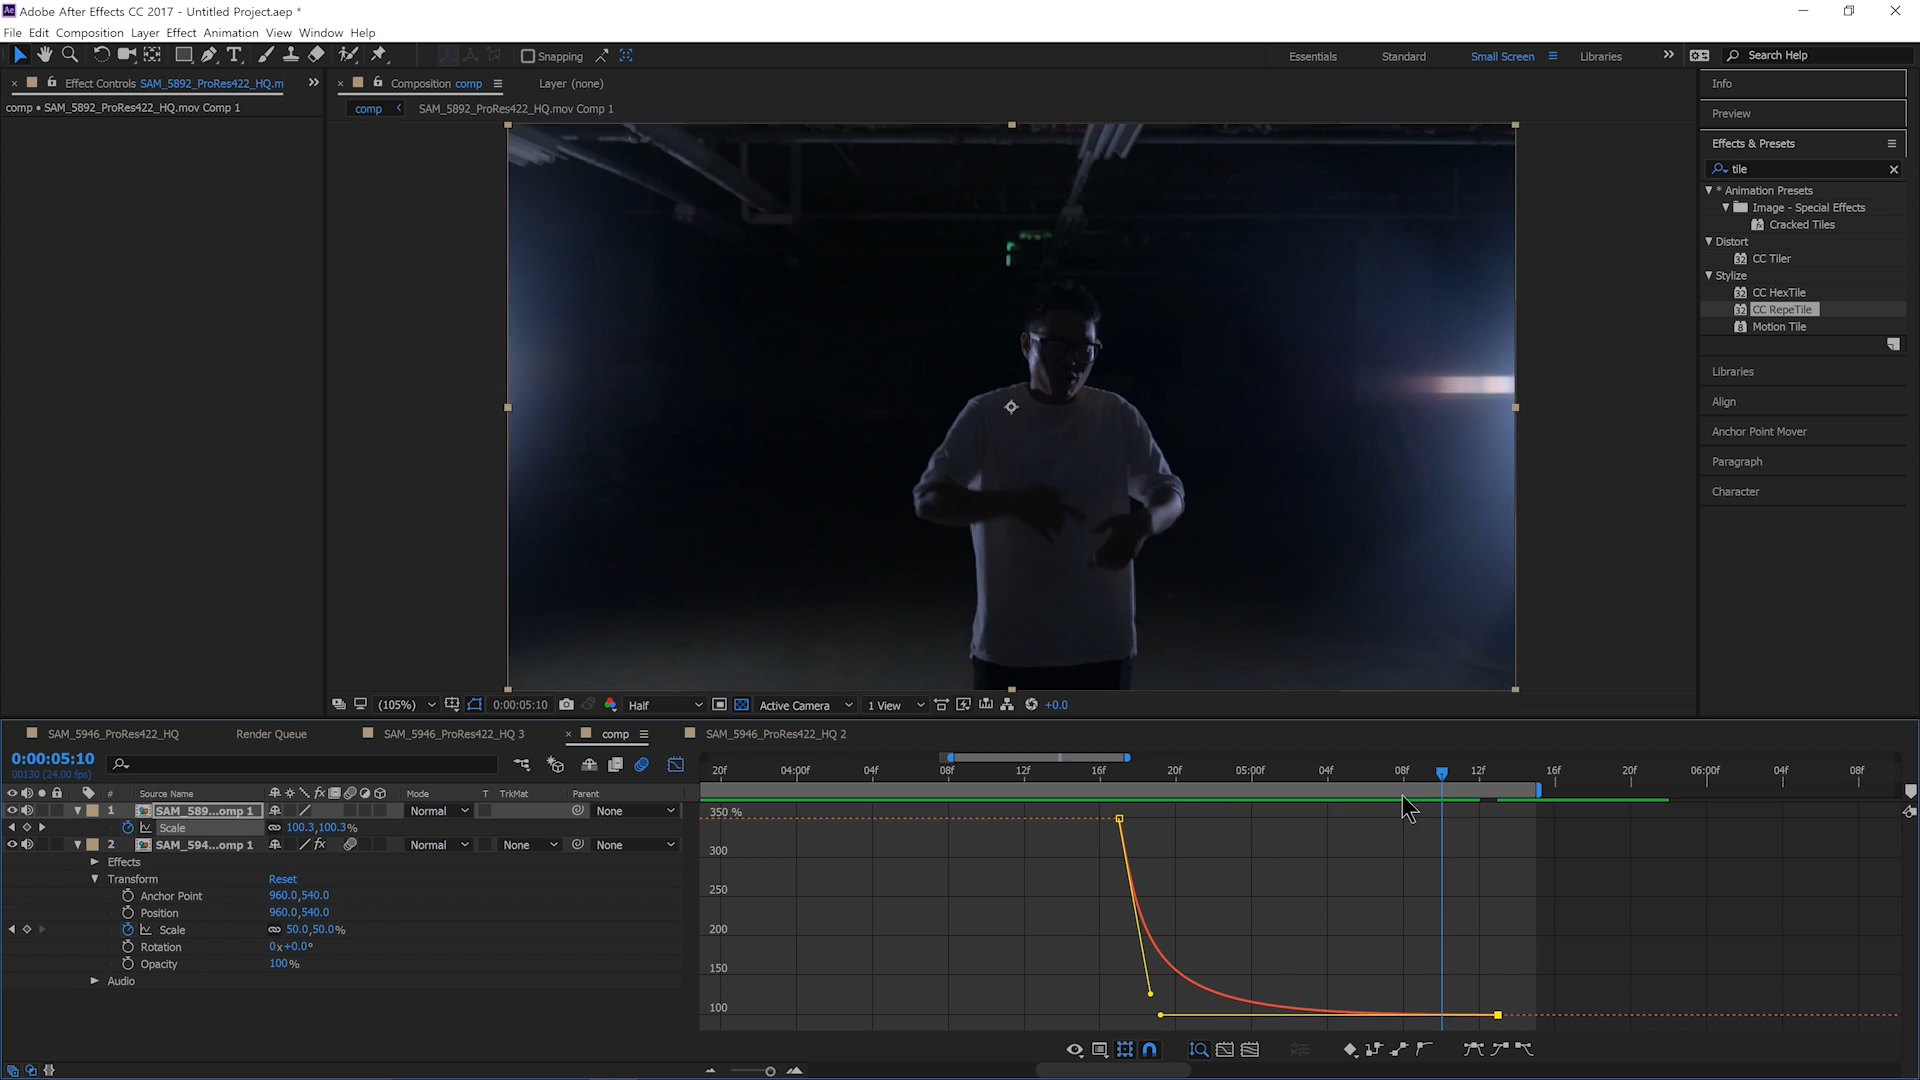 Adobe After Effects CC 2017 - Untitled Project.aep *
File Edit Composition Layer Effect Animation View Window Help
Snapping
Essentials Standard Small Screen Libraries
Search Help
Effect Controls SAM_5892_ProRes422_HQ.m
Composition comp
Layer (none)
comp • SAM_5892_ProRes422_HQ.mov Comp 1
comp SAM_5892_ProRes422_HQ.mov Comp 1
Info
Preview
Effects & Presets
tile
* Animation Presets
Image - Special Effects
Cracked Tiles
Distort
CC Tiler
Stylize
CC HexTile
CC RepeTile
Motion Tile
Libraries
Align
Anchor Point Mover
Paragraph
Character
(105%) 0:00:05:10 Half Active Camera 1 View +0.0
SAM_5946_ProRes422_HQ Render Queue SAM_5946_ProRes422_HQ 3 comp SAM_5946_ProRes422_HQ 2
0:00:05:10
00130 (24.00 fps)
20f 04:00f 04f 08f 12f 16f 20f 05:00f 04f 08f 12f 16f 20f 06:00f 04f 08f
# Source Name Mode T TrkMat Parent
1 SAM_589...omp 1 Normal None
Scale 100.3,100.3%
2 SAM_594...omp 1 fx Normal None None
Effects
Transform Reset
Anchor Point 960.0,540.0
Position 960.0,540.0
Scale 50.0,50.0%
Rotation 0x+0.0°
Opacity 100%
Audio
350 %
300
250
200
150
100